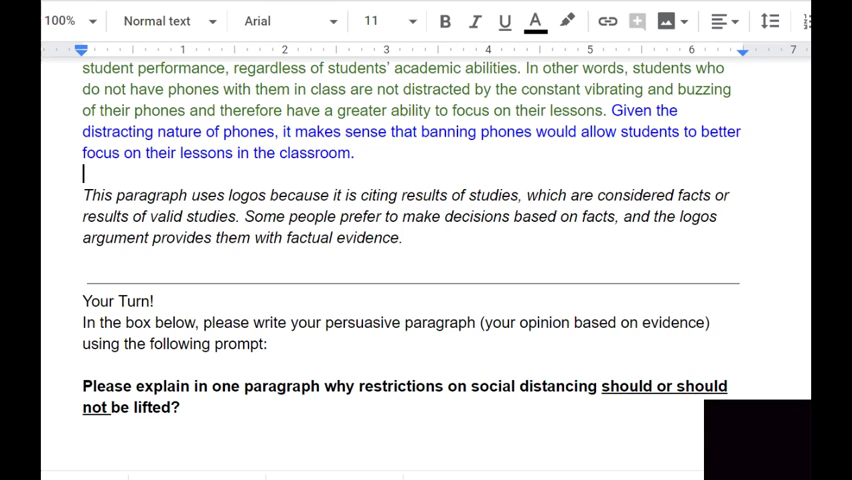 100% Normal text Arial 11 B I U A
1 2 3 4 5 6 7
student performance, regardless of students' academic abilities. In other words, students who
do not have phones with them in class are not distracted by the constant vibrating and buzzing
of their phones and therefore have a greater ability to focus on their lessons. Given the
distracting nature of phones, it makes sense that banning phones would allow students to better
focus on their lessons in the classroom.
This paragraph uses logos because it is citing results of studies, which are considered facts or
results of valid studies. Some people prefer to make decisions based on facts, and the logos
argument provides them with factual evidence.
Your Turn!
In the box below, please write your persuasive paragraph (your opinion based on evidence)
using the following prompt:
Please explain in one paragraph why restrictions on social distancing should or should
not be lifted?